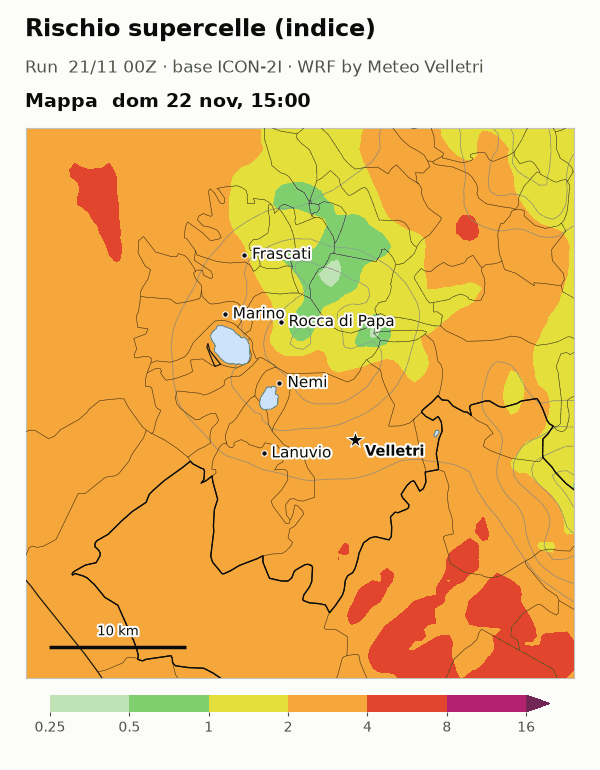 Rischio supercelle (indice)
Run  21/11 00Z · base ICON-2I · WRF by Meteo Velletri
Mappa  dom 22 nov, 15:00
Frascati
Marino
Rocca di Papa
Nemi
Velletri
Lanuvio
10 km
0.25 0.5 1 2 4 8 16